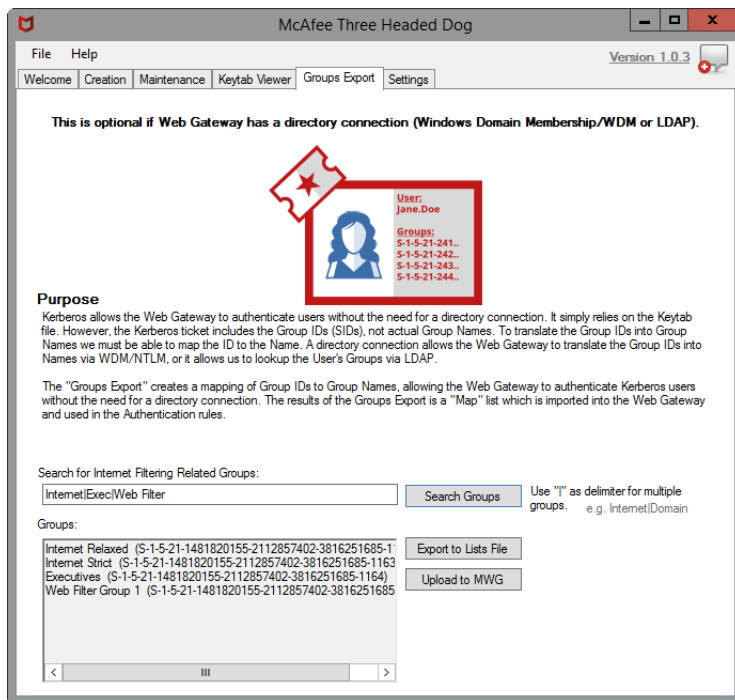 McAfee Three Headed Dog
File Help
Version 1.0.3
Welcome Creation Maintenance Keytab Viewer Groups Export Settings
This is optional if Web Gateway has a directory connection (Windows Domain Membership/WDM or LDAP).
User:
Jane.Doe
Groups:
S-1-5-21-241..
S-1-5-21-242..
S-1-5-21-243..
S-1-5-21-244..
Purpose
Kerberos allows the Web Gateway to authenticate users without the need for a directory connection. It simply relies on the Keytab
file. However, the Kerberos ticket includes the Group IDs (SIDs), not actual Group Names. To translate the Group IDs into Group
Names we must be able to map the ID to the Name. A directory connection allows the Web Gateway to translate the Group IDs into
Names via WDM/NTLM, or it allows us to lookup the User's Groups via LDAP.
The "Groups Export" creates a mapping of Group IDs to Group Names, allowing the Web Gateway to authenticate Kerberos users
without the need for a directory connection. The results of the Groups Export is a "Map" list which is imported into the Web Gateway
and used in the Authentication rules.
Search for Internet Filtering Related Groups:
Internet|Exec|Web Filter
Search Groups
Use "|" as delimiter for multiple
groups. e.g. Internet|Domain
Groups:
Internet Relaxed (S-1-5-21-1481820155-2112857402-3816251685-1
Internet Strict (S-1-5-21-1481820155-2112857402-3816251685-1163
Executives (S-1-5-21-1481820155-2112857402-3816251685-1164)
Web Filter Group 1 (S-1-5-21-1481820155-2112857402-3816251685
Export to Lists File
Upload to MWG